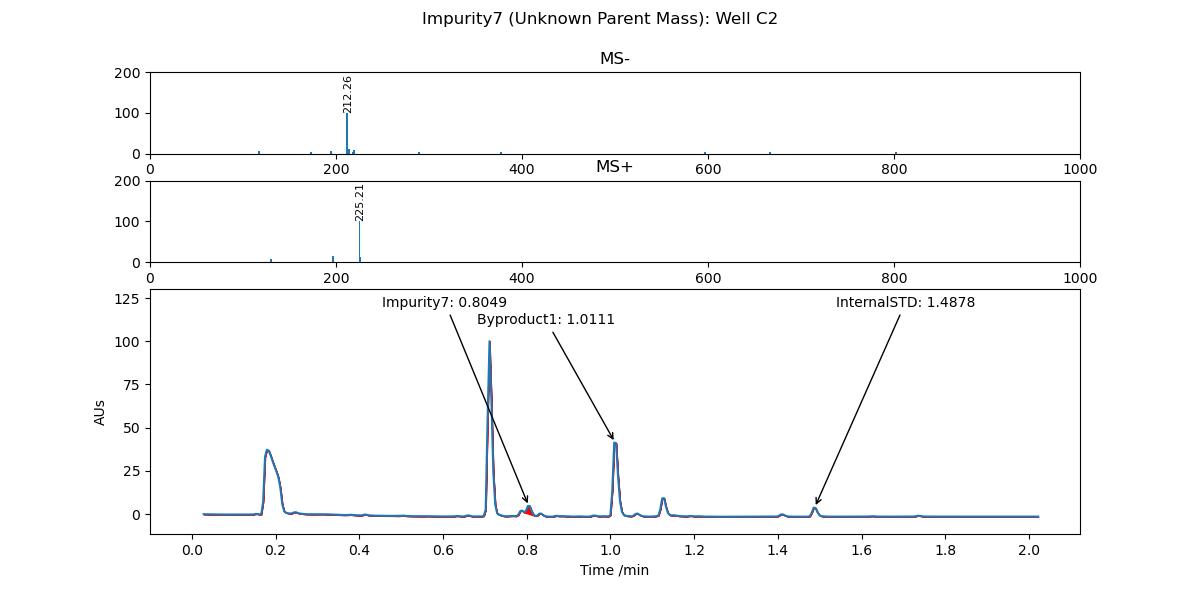 Impurity7 (Unknown Parent Mass): Well C2
MS-
200
100
0
212.26
0 200 400 600 800 1000
MS+
200
100
0
225.21
0 200 400 600 800 1000
Impurity7: 0.8049
Byproduct1: 1.0111
InternalSTD: 1.4878
125
100
75
50
25
0
AUs
0.0 0.2 0.4 0.6 0.8 1.0 1.2 1.4 1.6 1.8 2.0
Time /min